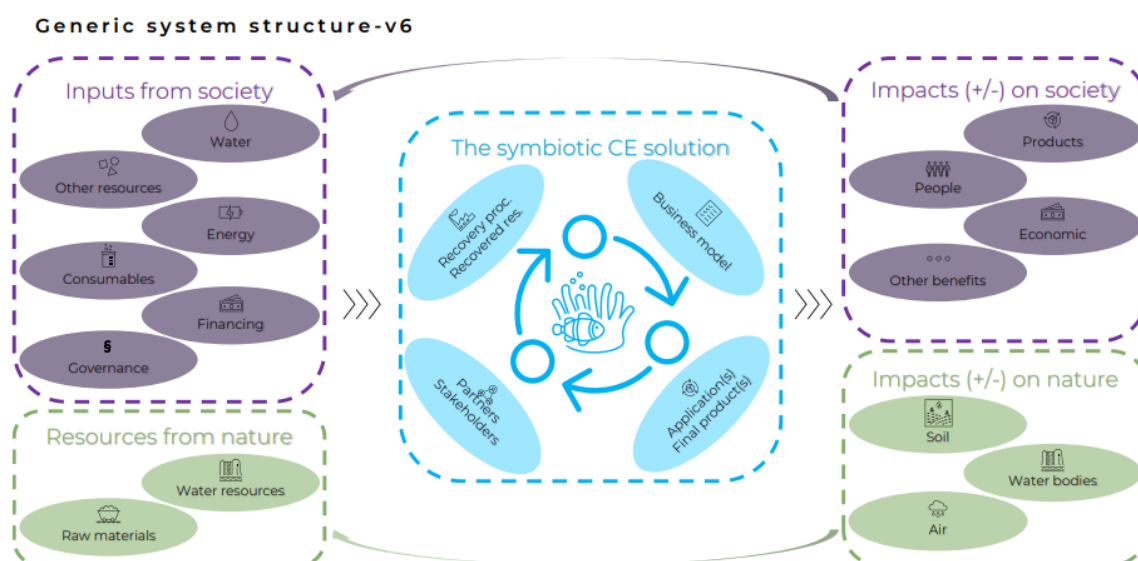 Generic system structure-v6
Inputs from society
Water
Other resources
Energy
Consumables
Financing
§
Governance
Resources from nature
Water resources
Raw materials
The symbiotic CE solution
Recovery proc.
Recovered res.
Business model
Partners
Stakeholders
Application(s)
Final product(s)
Impacts (+/-) on society
Products
People
Economic
Other benefits
Impacts (+/-) on nature
Soil
Water bodies
Air